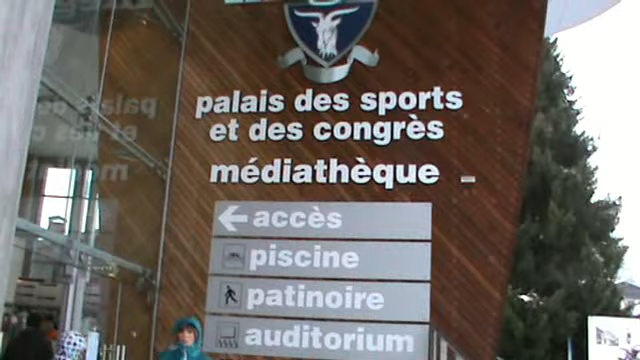 palais des sports
et des congrès
médiathèque
accès
piscine
patinoire
auditorium